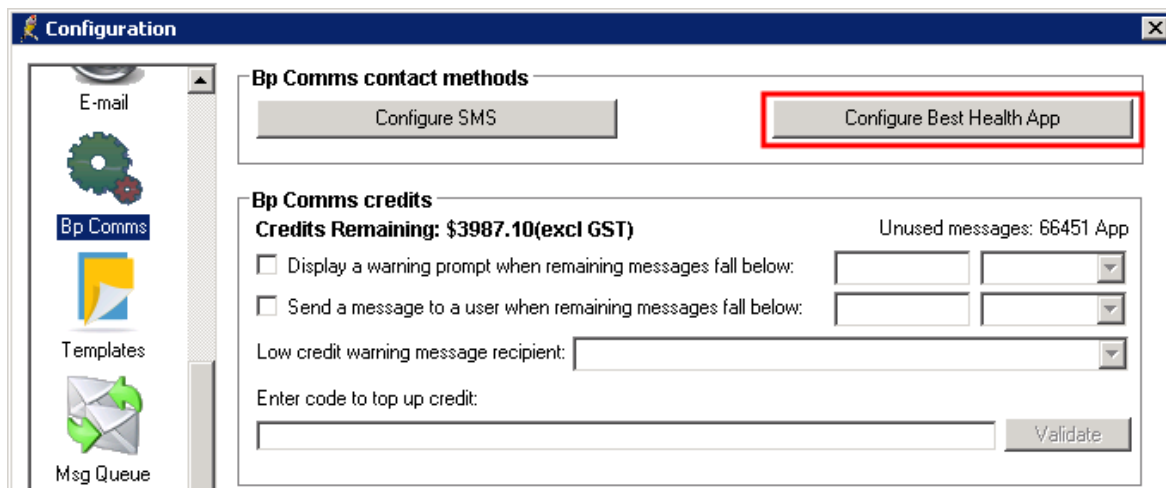 Configuration
E-mail
Bp Comms
Templates
Msg Queue
Bp Comms contact methods
Configure SMS
Configure Best Health App
Bp Comms credits
Credits Remaining: $3987.10(excl GST)
Unused messages: 66451 App
Display a warning prompt when remaining messages fall below:
Send a message to a user when remaining messages fall below:
Low credit warning message recipient:
Enter code to top up credit:
Validate